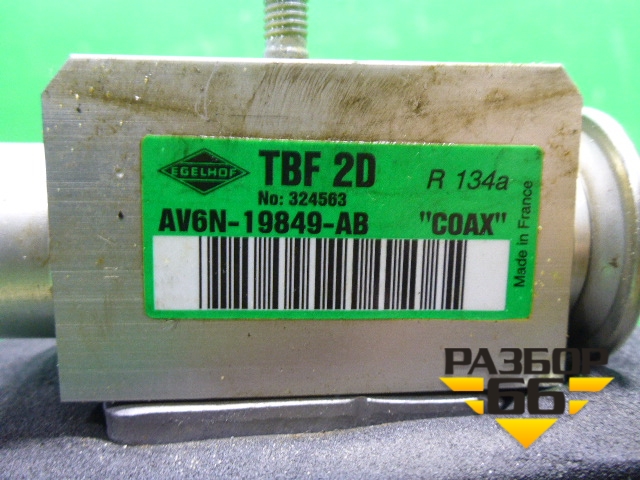 EGELHOF
TBF 2D
R 134a
No: 324563
AV6N-19849-AB "COAX"
Made in France
РАЗБОР
66